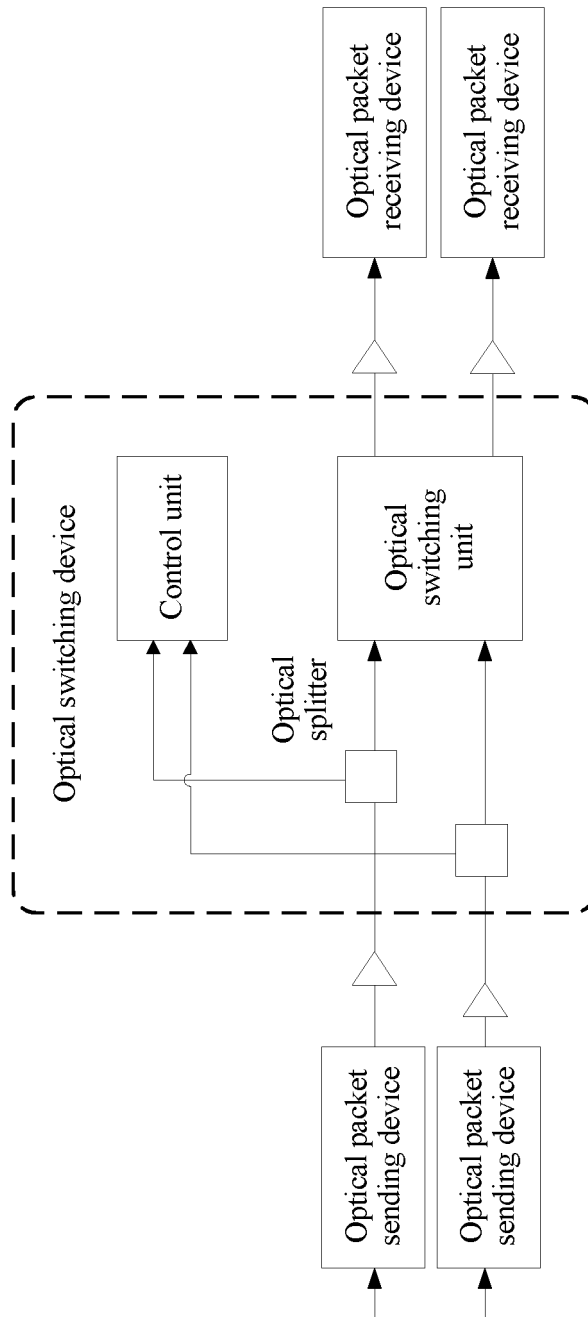 Optical switching device
Control unit
Optical
splitter
Optical
switching
unit
Optical packet
sending device
Optical packet
sending device
Optical packet
receiving device
Optical packet
receiving device